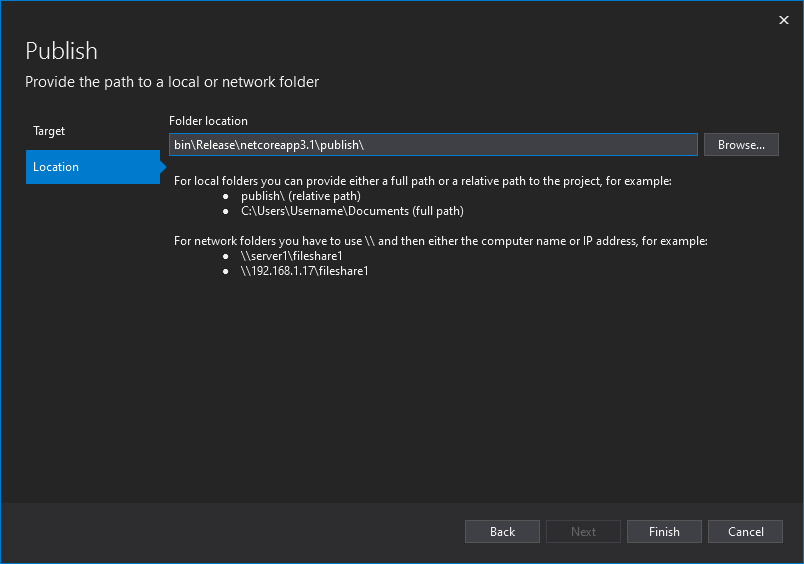 Publish
Provide the path to a local or network folder
Target
Location
Folder location
bin\Release\netcoreapp3.1\publish\
Browse...
For local folders you can provide either a full path or a relative path to the project, for example:
● publish\ (relative path)
● C:\Users\Username\Documents (full path)
For network folders you have to use \\ and then either the computer name or IP address, for example:
● \\server1\fileshare1
● \\192.168.1.17\fileshare1
Back
Next
Finish
Cancel